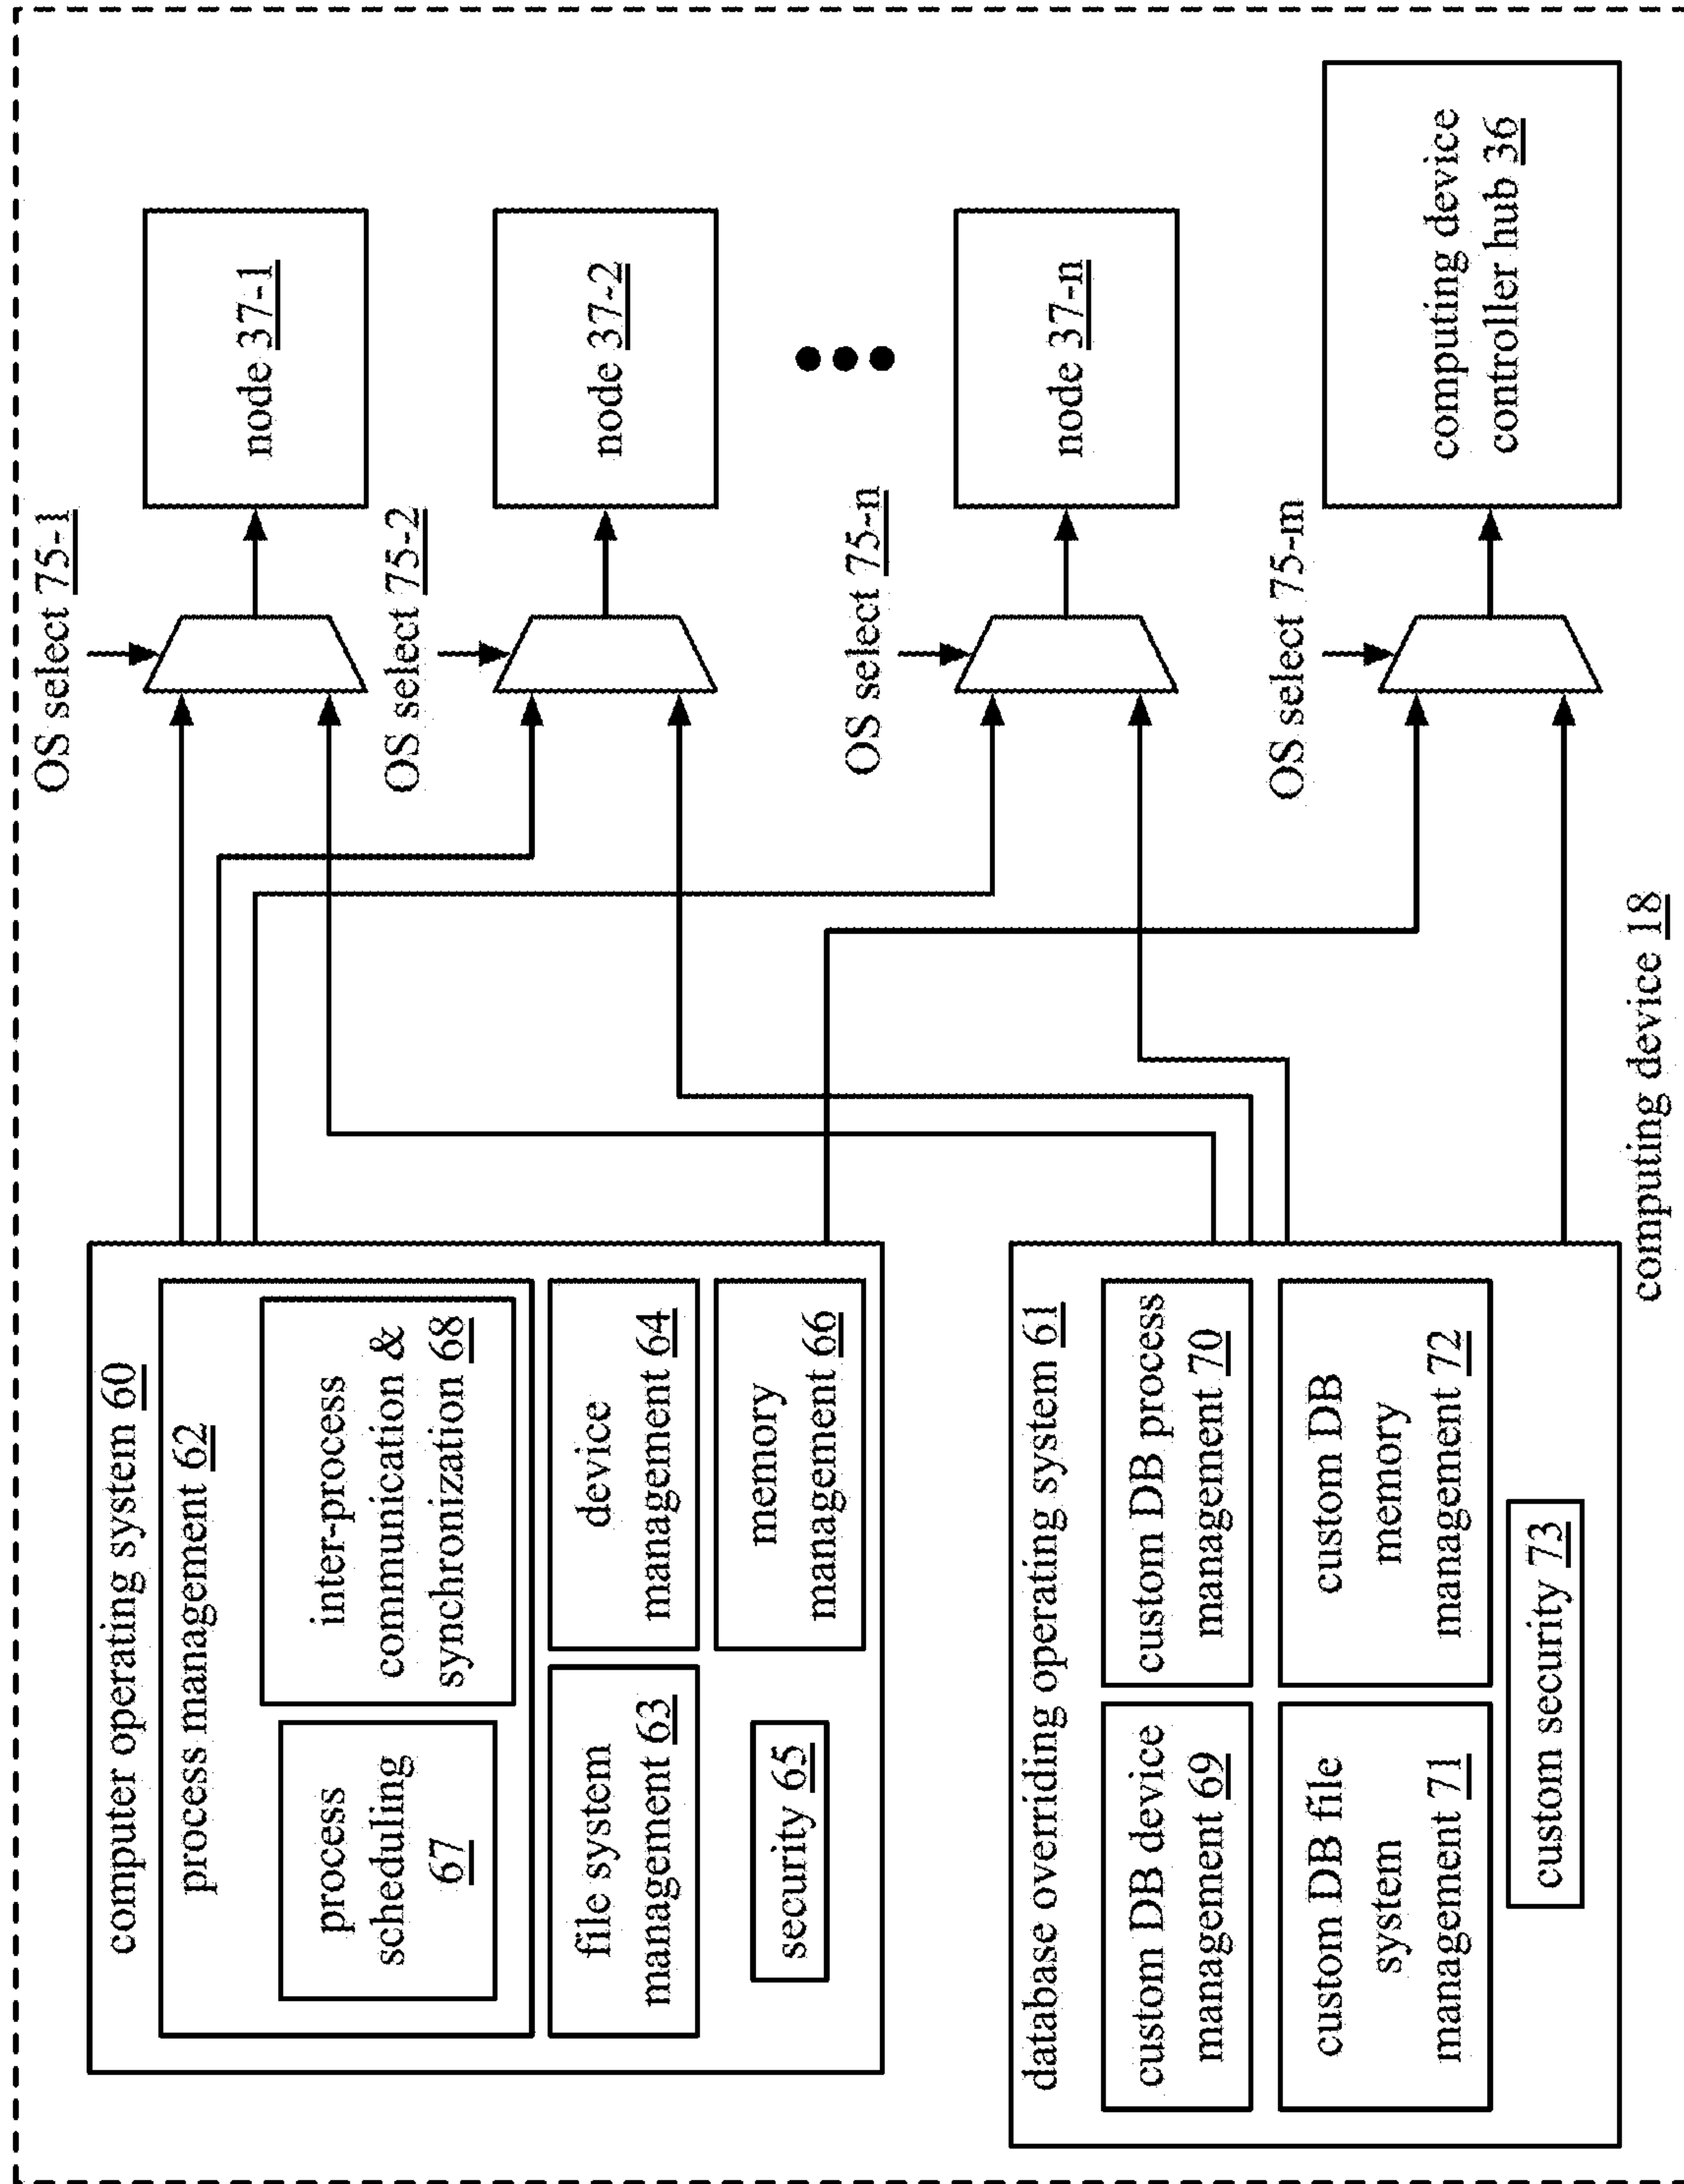 computer operating system 60
process management 62
process
scheduling
67
inter-process
communication &
synchronization 68
file system
management 63
device
management 64
security 65
memory
management 66
database overriding operating system 61
custom DB device
management 69
custom DB process
management 70
custom DB file
system
management 71
custom DB
memory
management 72
custom security 73
OS select 75-1
node 37-1
OS select 75-2
node 37-2
OS select 75-n
node 37-n
OS select 75-m
computing device
controller hub 36
computing device 18